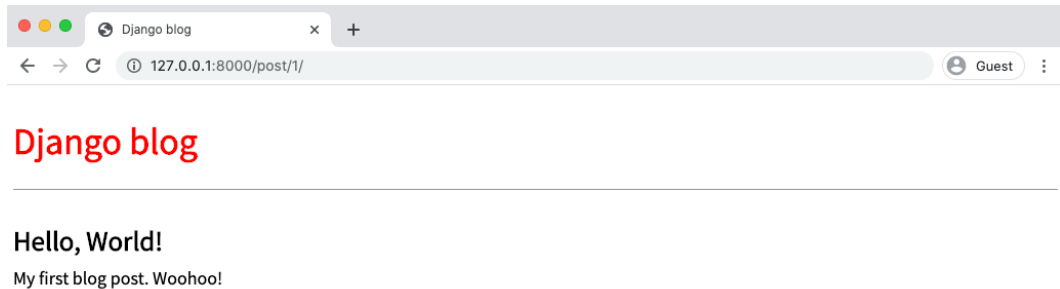 Django blog
127.0.0.1:8000/post/1/
Guest
Django blog
Hello, World!
My first blog post. Woohoo!